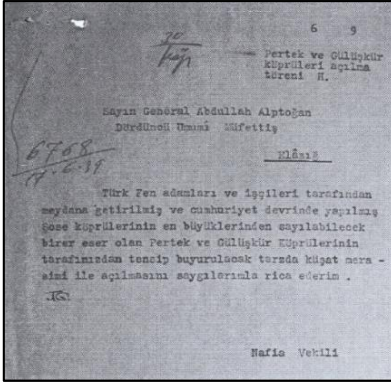 6 9
Pertek ve Gülüşkür
köprüleri açılma
töreni H.
Sayın General Abdullah Alptoğan
Dürdüncü Umumi Müfettiş
Elâzığ
6768
Türk Fen adamları ve işçileri tarafından
meydana getirilmiş ve cumhuriyet devrinde yapılmış
Şose köprülerinin en büyüklerinden sayılabilecek
birer eser olan Pertek ve Gülüşkür Köprülerinin
tarafınızdan tensip buyurulacak tarzda küşat mera -
simi ile açılmasını saygılarımla rica ederim .
Nafia Vekili